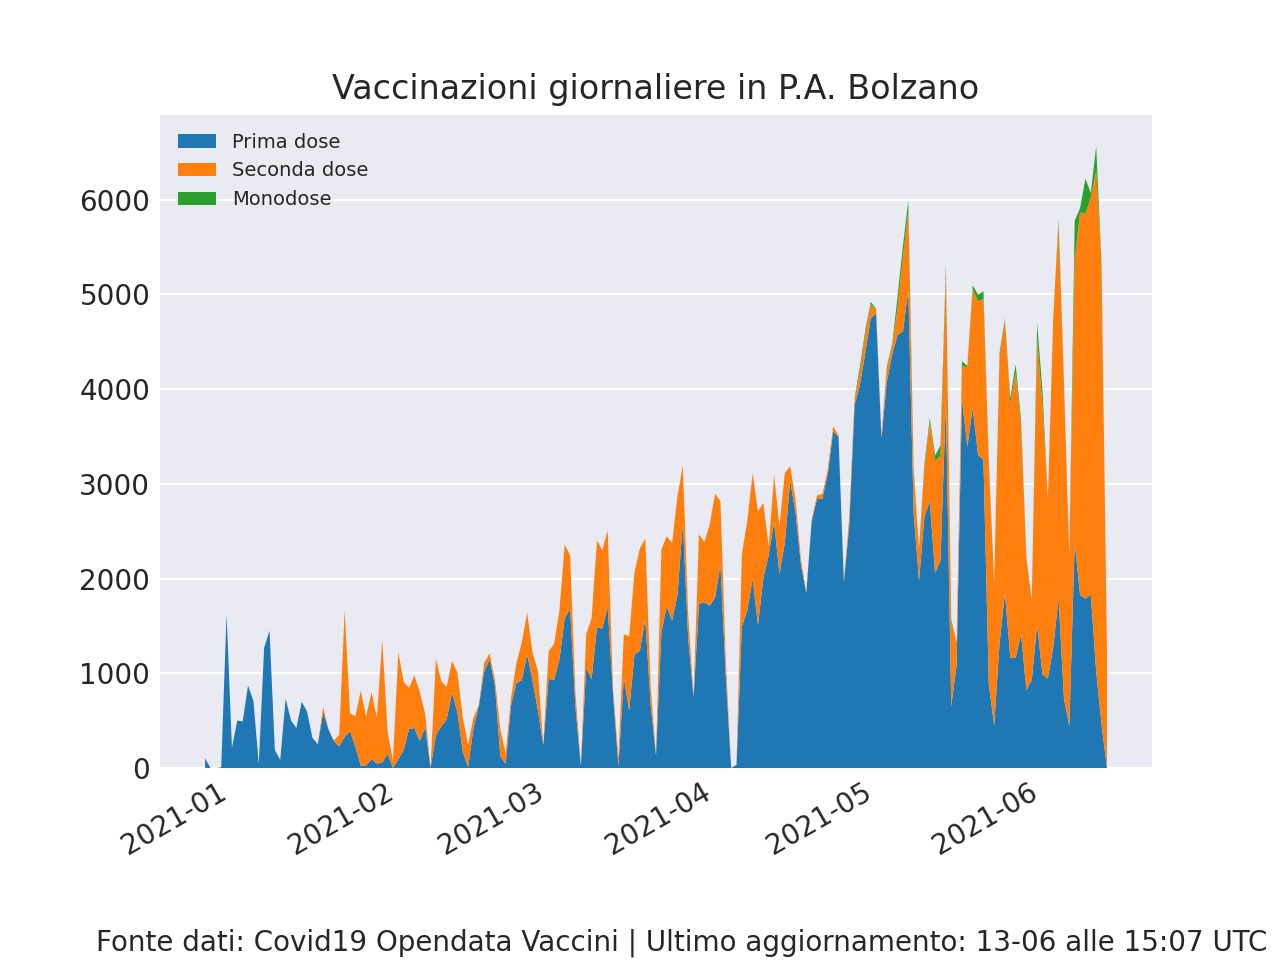 Vaccinazioni giornaliere in P.A. Bolzano
Prima dose
Seconda dose
Monodose
6000
5000
4000
3000
2000
1000
0
2021-01
2021-02
2021-03
2021-04
2021-05
2021-06
Fonte dati: Covid19 Opendata Vaccini | Ultimo aggiornamento: 13-06 alle 15:07 UTC